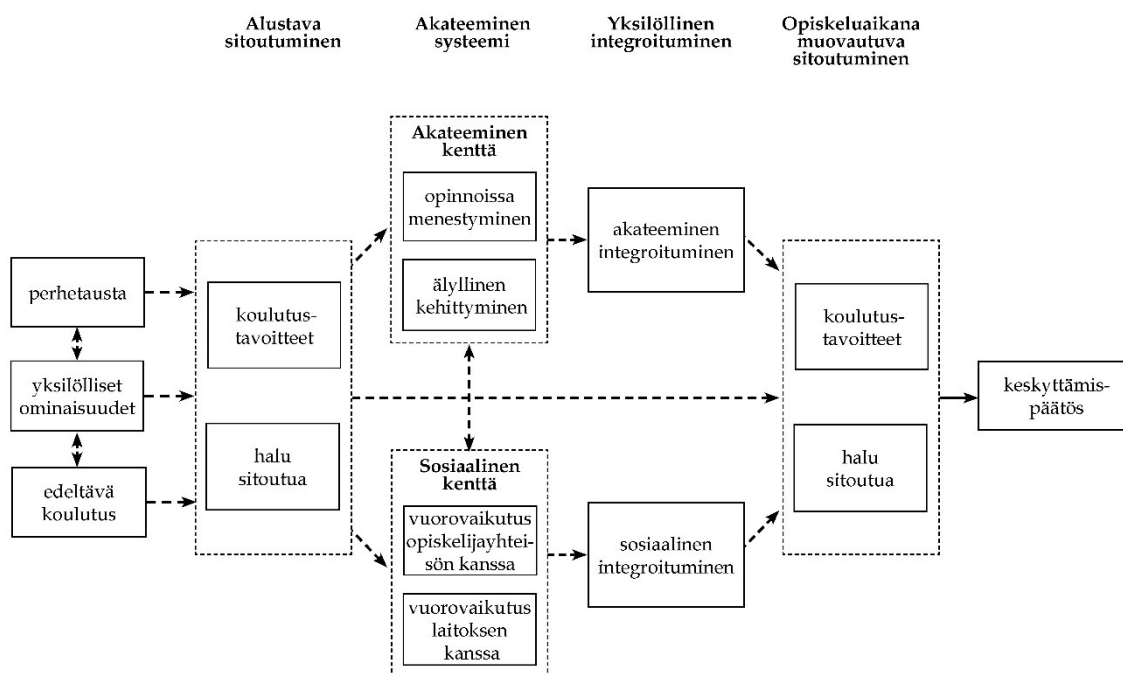 Alustava
sitoutuminen
Akateeminen
systeemi
Yksilöllinen
integroituminen
Opiskeluaikana
muovautuva
sitoutuminen
perhetausta
yksilölliset
ominaisuudet
edeltävä
koulutus
koulutus-
tavoitteet
halu
sitoutua
Akateeminen
kenttä
opinnoissa
menestyminen
älyllinen
kehittyminen
Sosiaalinen
kenttä
vuorovaikutus
opiskelijayhtei-
sön kanssa
vuorovaikutus
laitoksen
kanssa
akateeminen
integroituminen
sosiaalinen
integroituminen
koulutus-
tavoitteet
halu
sitoutua
keskyttämis-
päätös